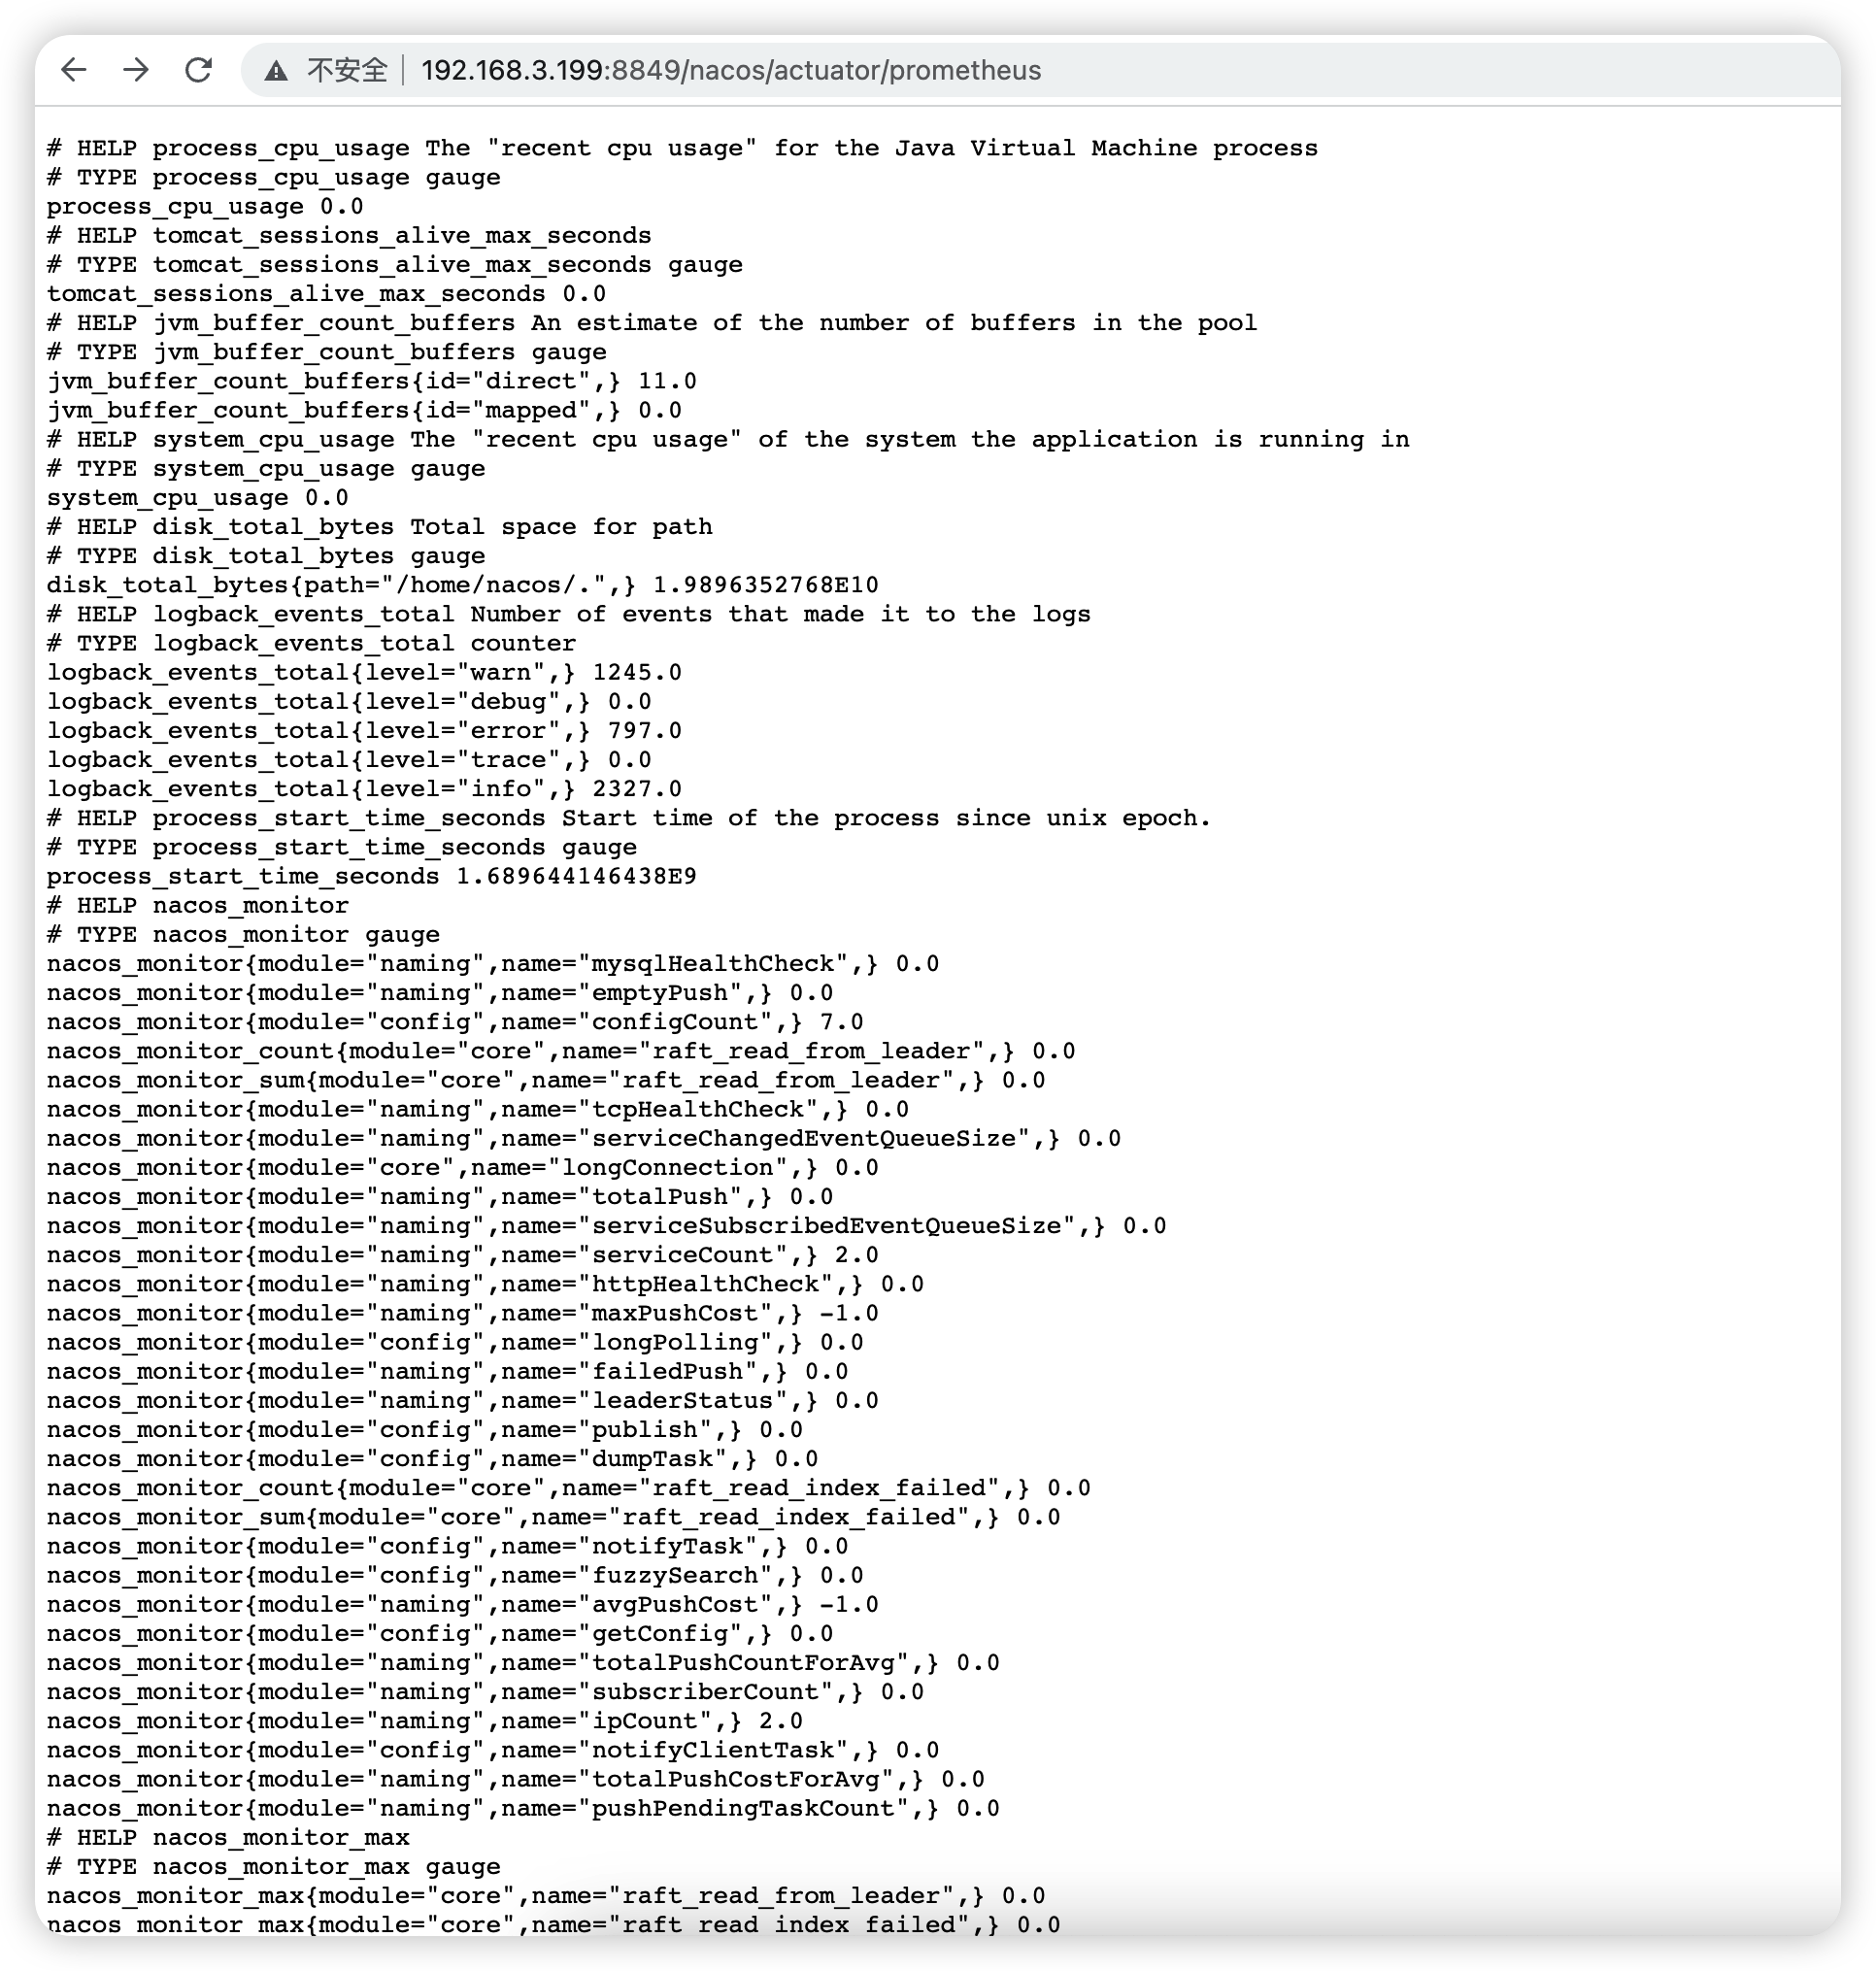 不安全 192.168.3.199:8849/nacos/actuator/prometheus
# HELP process_cpu_usage The "recent cpu usage" for the Java Virtual Machine process
# TYPE process_cpu_usage gauge
process_cpu_usage 0.0
# HELP tomcat_sessions_alive_max_seconds
# TYPE tomcat_sessions_alive_max_seconds gauge
tomcat_sessions_alive_max_seconds 0.0
# HELP jvm_buffer_count_buffers An estimate of the number of buffers in the pool
# TYPE jvm_buffer_count_buffers gauge
jvm_buffer_count_buffers{id="direct",} 11.0
jvm_buffer_count_buffers{id="mapped",} 0.0
# HELP system_cpu_usage The "recent cpu usage" of the system the application is running in
# TYPE system_cpu_usage gauge
system_cpu_usage 0.0
# HELP disk_total_bytes Total space for path
# TYPE disk_total_bytes gauge
disk_total_bytes{path="/home/nacos/.",} 1.9896352768E10
# HELP logback_events_total Number of events that made it to the logs
# TYPE logback_events_total counter
logback_events_total{level="warn",} 1245.0
logback_events_total{level="debug",} 0.0
logback_events_total{level="error",} 797.0
logback_events_total{level="trace",} 0.0
logback_events_total{level="info",} 2327.0
# HELP process_start_time_seconds Start time of the process since unix epoch.
# TYPE process_start_time_seconds gauge
process_start_time_seconds 1.689644146438E9
# HELP nacos_monitor
# TYPE nacos_monitor gauge
nacos_monitor{module="naming",name="mysqlHealthCheck",} 0.0
nacos_monitor{module="naming",name="emptyPush",} 0.0
nacos_monitor{module="config",name="configCount",} 7.0
nacos_monitor_count{module="core",name="raft_read_from_leader",} 0.0
nacos_monitor_sum{module="core",name="raft_read_from_leader",} 0.0
nacos_monitor{module="naming",name="tcpHealthCheck",} 0.0
nacos_monitor{module="naming",name="serviceChangedEventQueueSize",} 0.0
nacos_monitor{module="core",name="longConnection",} 0.0
nacos_monitor{module="naming",name="totalPush",} 0.0
nacos_monitor{module="naming",name="serviceSubscribedEventQueueSize",} 0.0
nacos_monitor{module="naming",name="serviceCount",} 2.0
nacos_monitor{module="naming",name="httpHealthCheck",} 0.0
nacos_monitor{module="naming",name="maxPushCost",} -1.0
nacos_monitor{module="config",name="longPolling",} 0.0
nacos_monitor{module="naming",name="failedPush",} 0.0
nacos_monitor{module="naming",name="leaderStatus",} 0.0
nacos_monitor{module="config",name="publish",} 0.0
nacos_monitor{module="config",name="dumpTask",} 0.0
nacos_monitor_count{module="core",name="raft_read_index_failed",} 0.0
nacos_monitor_sum{module="core",name="raft_read_index_failed",} 0.0
nacos_monitor{module="config",name="notifyTask",} 0.0
nacos_monitor{module="config",name="fuzzySearch",} 0.0
nacos_monitor{module="naming",name="avgPushCost",} -1.0
nacos_monitor{module="config",name="getConfig",} 0.0
nacos_monitor{module="naming",name="totalPushCountForAvg",} 0.0
nacos_monitor{module="naming",name="subscriberCount",} 0.0
nacos_monitor{module="naming",name="ipCount",} 2.0
nacos_monitor{module="config",name="notifyClientTask",} 0.0
nacos_monitor{module="naming",name="totalPushCostForAvg",} 0.0
nacos_monitor{module="naming",name="pushPendingTaskCount",} 0.0
# HELP nacos_monitor_max
# TYPE nacos_monitor_max gauge
nacos_monitor_max{module="core",name="raft_read_from_leader",} 0.0
nacos_monitor_max{module="core",name="raft_read_index_failed",} 0.0